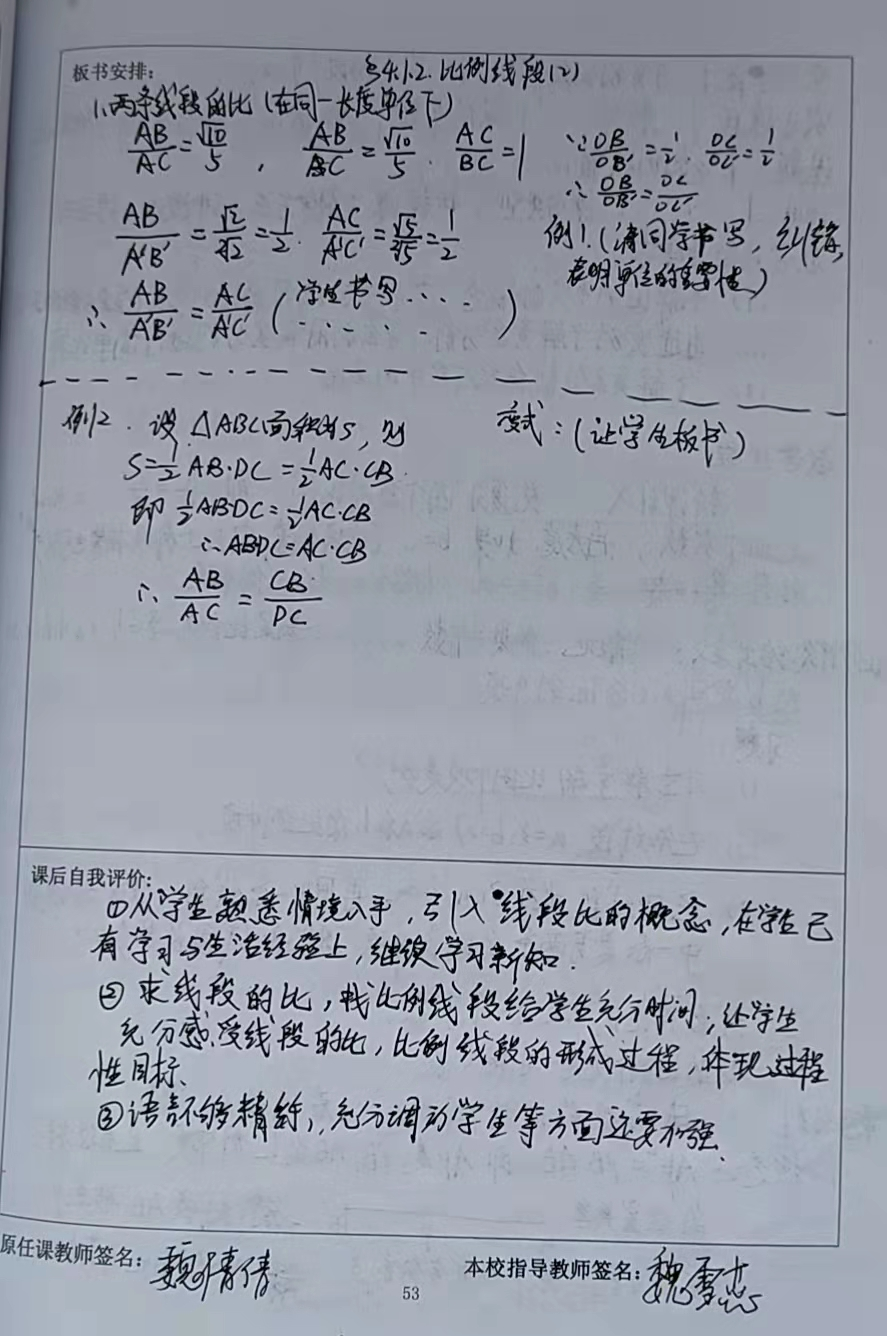 板书安排: §4.1.2.比例线段(2)
1.两条线段的比(在同一长度单位下)
AB/AC=√10/5, AB/BC=√10/5. AC/BC=1 ∵OB/OB'=1/2. OC/OC'=1/2
∴OB/OB'=OC/OC'
AB/A'B'=√2/2√2=1/2. AC/A'C'=√5/2√5=1/2 例1.(请同学书写,纠错,
表明单位的重要性)
∴AB/A'B'=AC/A'C'(学生书写....
.....)
例2. 设△ABC面积为S,则 变式:(让学生板书)
S=1/2AB·DC=1/2AC·CB.
即1/2AB·DC=1/2AC·CB
∴AB·DC=AC·CB
∴AB/AC=CB/DC
课后自我评价:
①从学生熟悉情境入手,引入线段比的概念,在学生已
有学习与生活经验上,继续学习新知.
②求线段的比,找比例线段给学生充分时间;让学生
充分感受线段的比,比例线段的形成过程,体现过程
性目标.
③语言不够精练,充分调动学生等方面还要加强.
原任课教师签名: 魏倩倩 本校指导教师签名: 魏
53